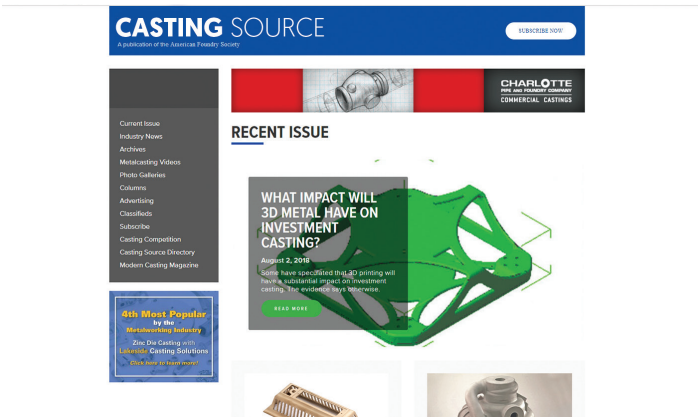 CASTING SOURCE
A publication of the American Foundry Society
SUBSCRIBE NOW
CHARLOTTE
PIPE AND FOUNDRY COMPANY
COMMERCIAL CASTINGS
Current Issue
Industry News
Archives
Metalcasting Videos
Photo Galleries
Columns
Advertising
Classifieds
Subscribe
Casting Competition
Casting Source Directory
Modern Casting Magazine
4th Most Popular
by the
Metalworking Industry
Zinc Die Casting with
Lakeside Casting Solutions
Click here to learn more!
RECENT ISSUE
WHAT IMPACT WILL
3D METAL HAVE ON
INVESTMENT
CASTING?
August 2, 2018
Some have speculated that 3D printing will
have a substantial impact on investment
casting. The evidence says otherwise.
READ MORE